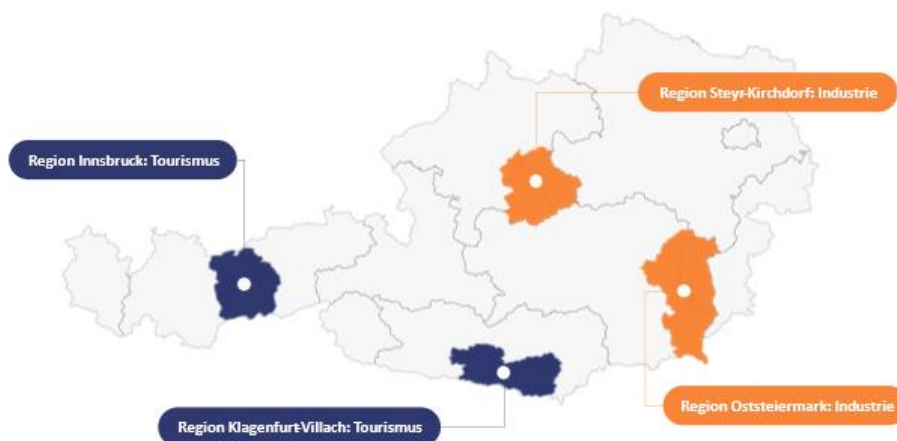 Region Steyr-Kirchdorf: Industrie
Region Innsbruck: Tourismus
Region Oststeiermark: Industrie
Region Klagenfurt-Villach: Tourismus